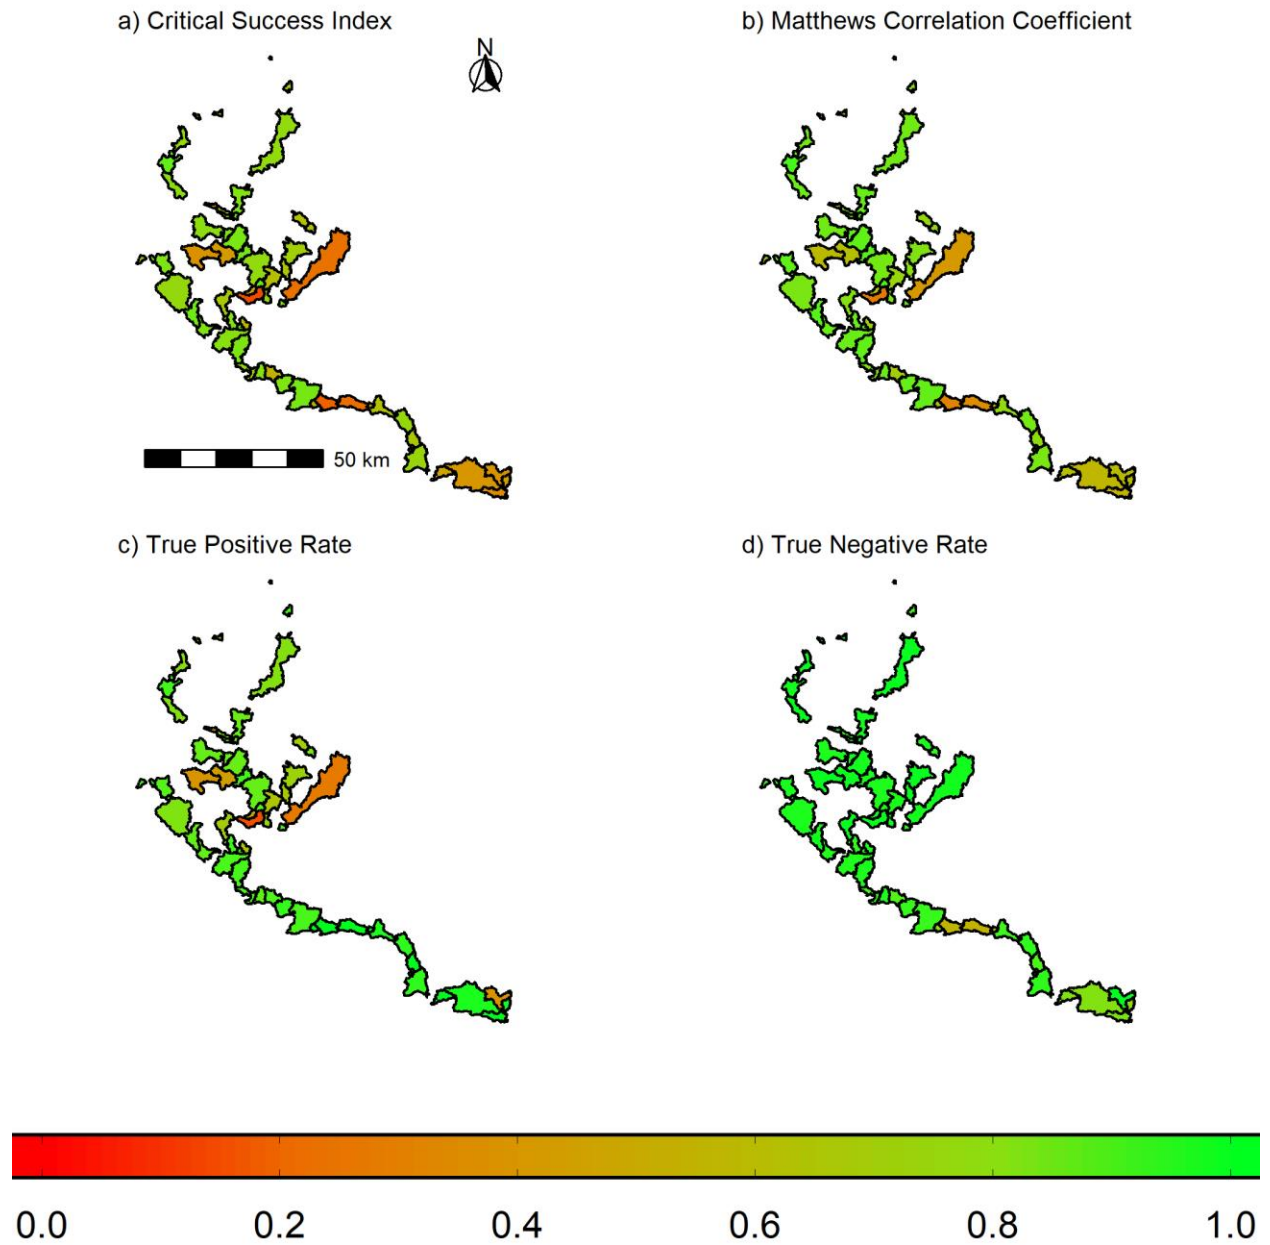 a) Critical Success Index
b) Matthews Correlation Coefficient
N
50 km
c) True Positive Rate
d) True Negative Rate
0.0 0.2 0.4 0.6 0.8 1.0